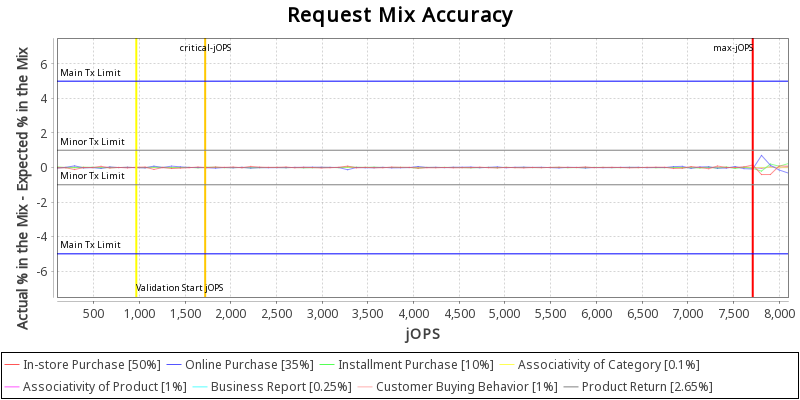 Request Mix Accuracy
Actual % in the Mix - Expected % in the Mix
critical-jOPS
max-jOPS
6
Main Tx Limit
4
2
Minor Tx Limit
0
Minor Tx Limit
-2
-4
Main Tx Limit
-6
Validation Start jOPS
500 1,000 1,500 2,000 2,500 3,000 3,500 4,000 4,500 5,000 5,500 6,000 6,500 7,000 7,500 8,000
jOPS
In-store Purchase [50%] Online Purchase [35%] Installment Purchase [10%] Associativity of Category [0.1%]
Associativity of Product [1%] Business Report [0.25%] Customer Buying Behavior [1%] Product Return [2.65%]